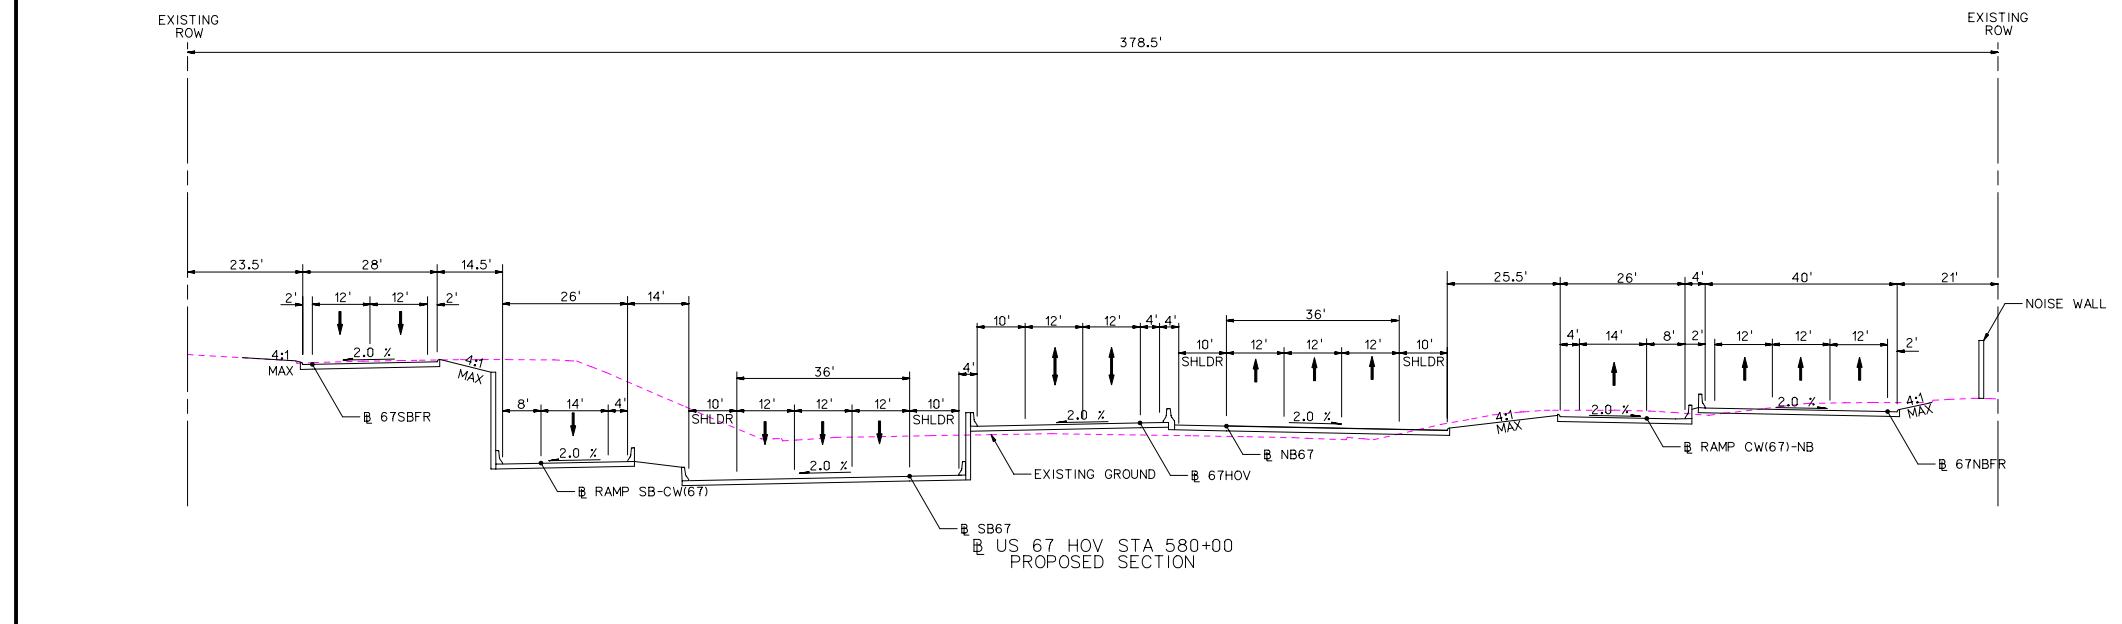 EXISTING
ROW
EXISTING
ROW
378.5'
23.5'
28'
14.5'
2'
12'
12'
2'
26'
14'
4:1
MAX
2.0 %
4:1
MAX
℄ 67SBFR
8'
14'
4'
2.0 %
℄ RAMP SB-CW(67)
36'
10'
SHLDR
12'
12'
12'
10'
SHLDR
4'
2.0 %
℄ SB67
10'
12'
12'
4'
4'
2.0 %
EXISTING GROUND
℄ 67HOV
36'
10'
SHLDR
12'
12'
12'
10'
SHLDR
2.0 %
℄ NB67
25.5'
26'
4'
40'
21'
4:1
MAX
4'
14'
8'
2'
12'
12'
12'
2'
2.0 %
℄ RAMP CW(67)-NB
2.0 %
4:1
MAX
℄ 67NBFR
NOISE WALL
℄ US 67 HOV STA 580+00
PROPOSED SECTION